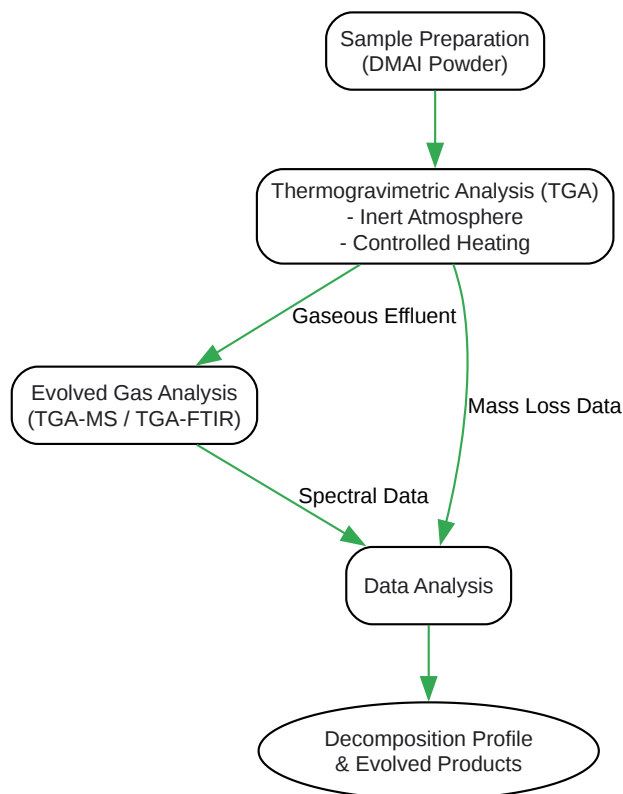 Sample Preparation
(DMAI Powder)
Thermogravimetric Analysis (TGA)
- Inert Atmosphere
- Controlled Heating
Gaseous Effluent
Evolved Gas Analysis
(TGA-MS / TGA-FTIR)
Mass Loss Data
Spectral Data
Data Analysis
Decomposition Profile
& Evolved Products